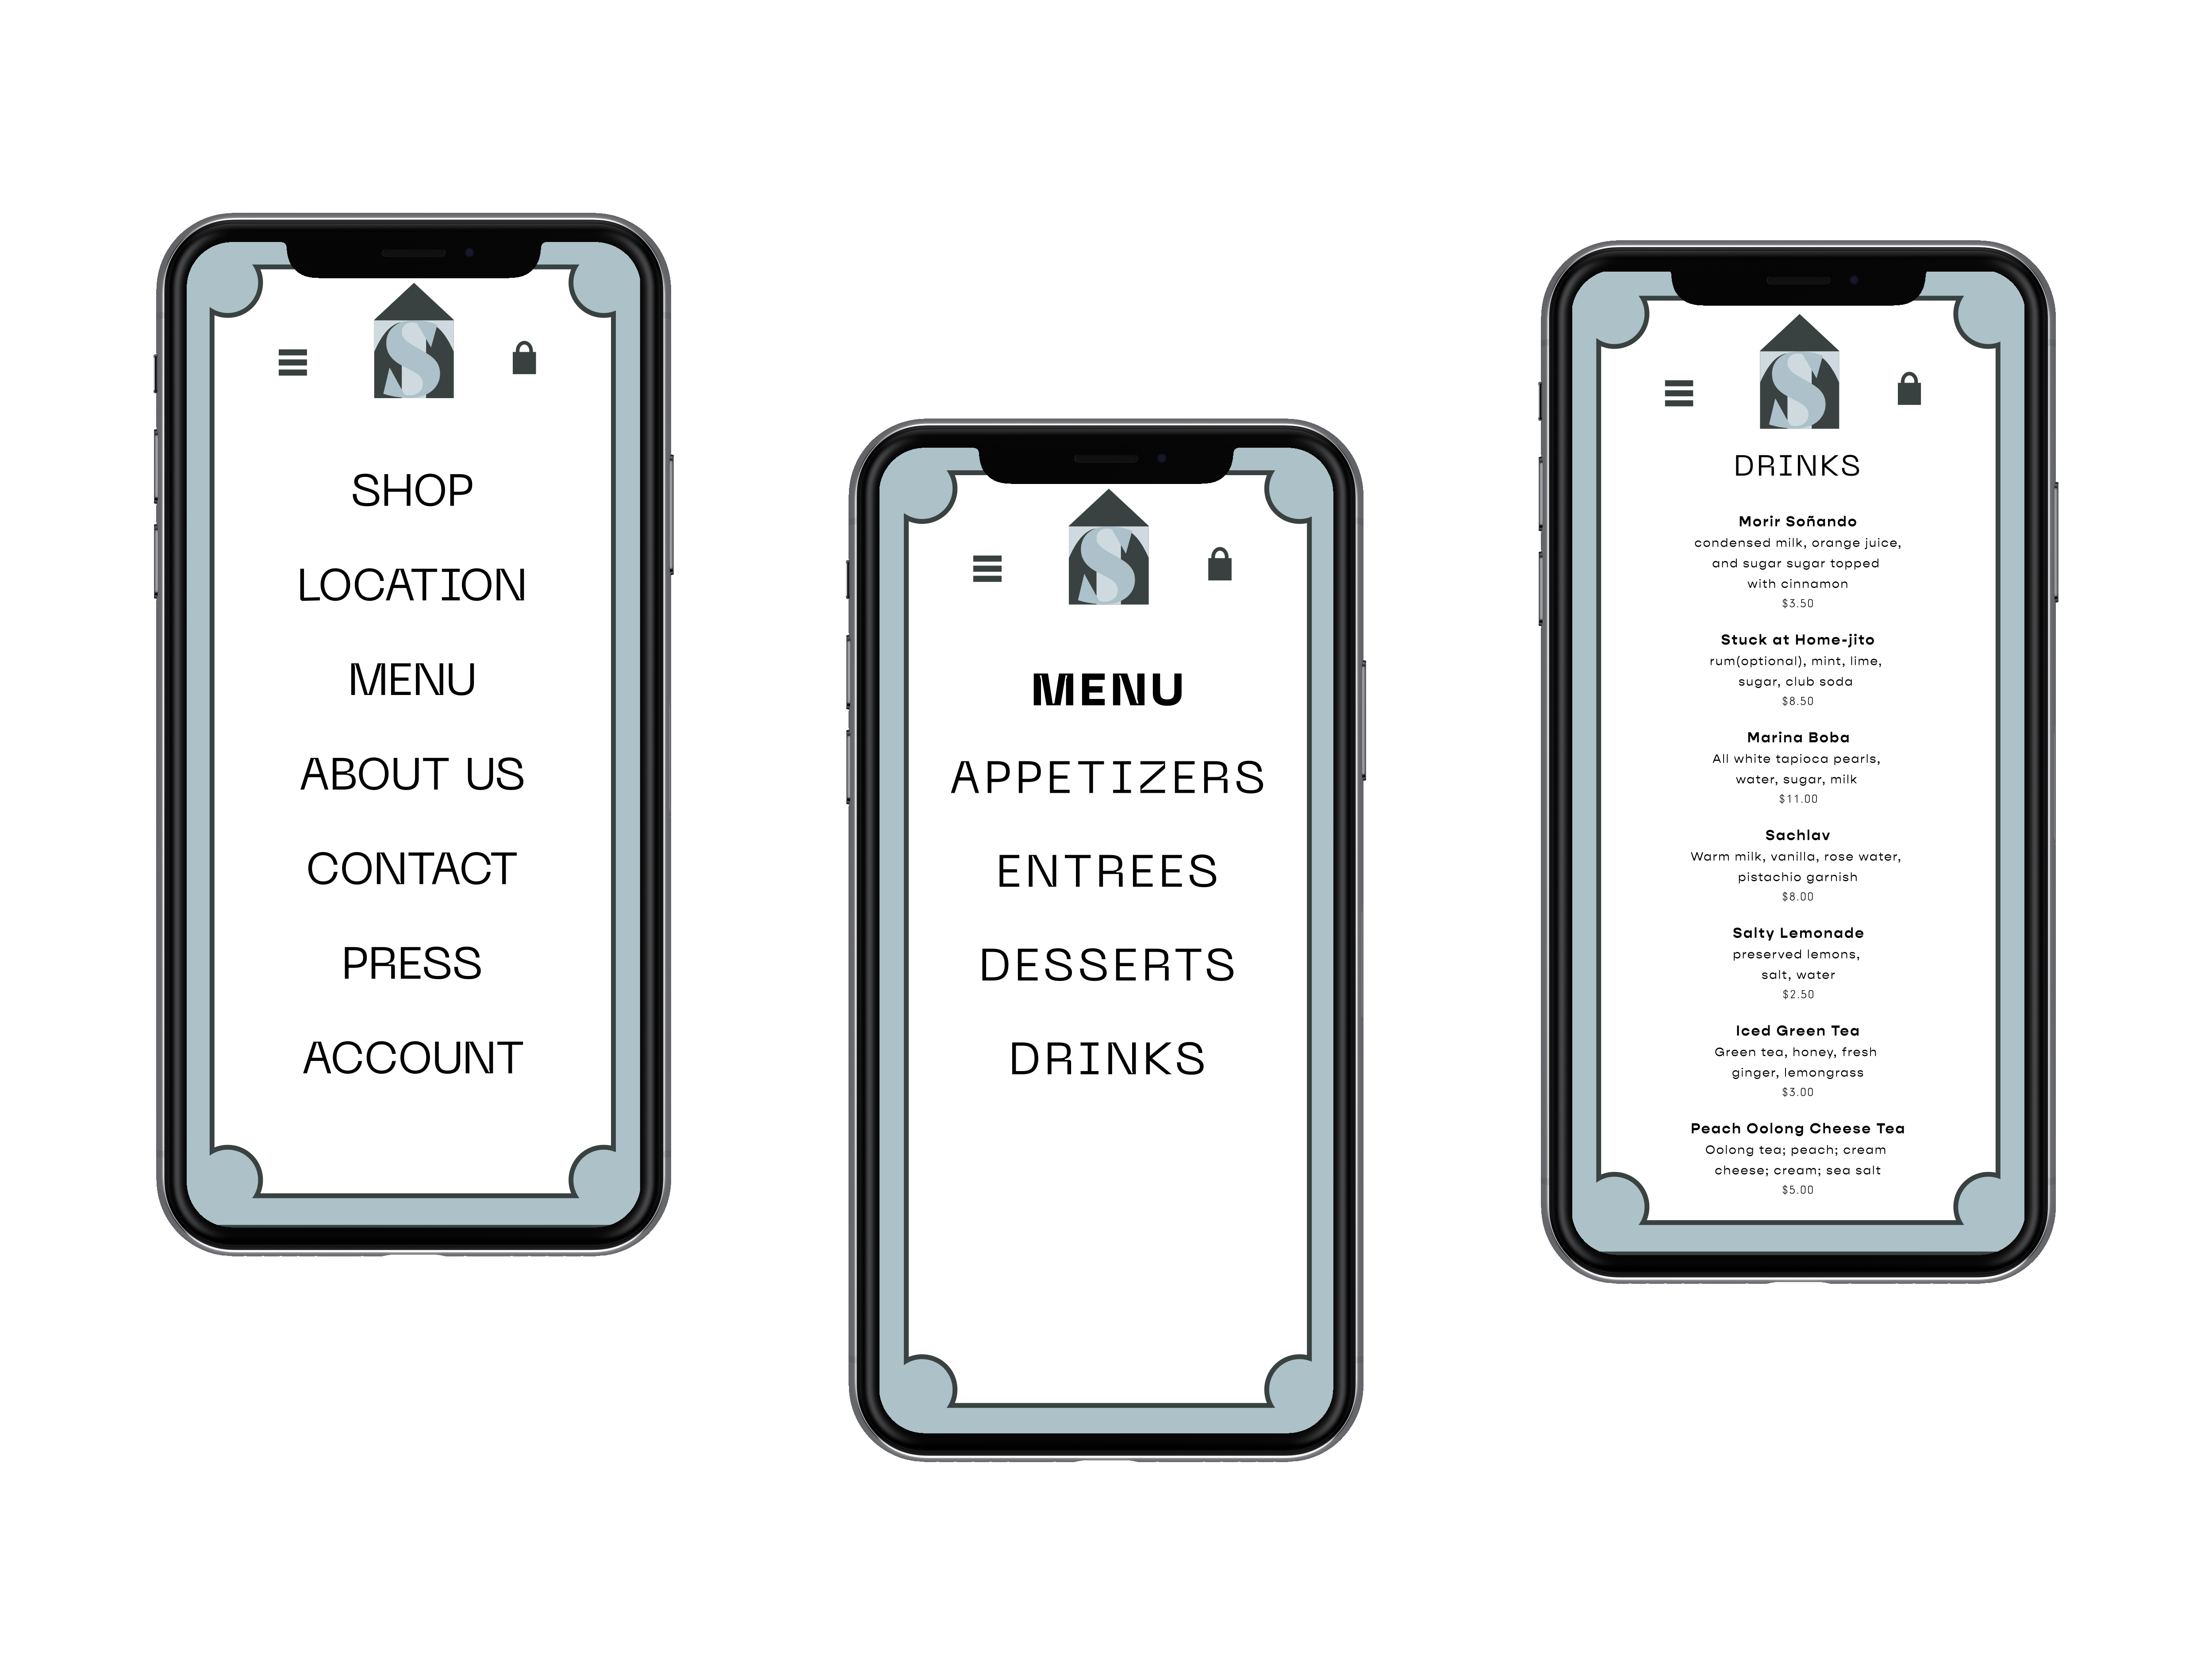 S
SHOP
LOCATION
MENU
ABOUT US
CONTACT
PRESS
ACCOUNT
S
MENU
APPETIZERS
ENTREES
DESSERTS
DRINKS
S
DRINKS
Morir Soñando
condensed milk, orange juice,
and sugar sugar topped
with cinnamon
$3.50
Stuck at Home-jito
rum(optional), mint, lime,
sugar, club soda
$8.50
Marina Boba
All white tapioca pearls,
water, sugar, milk
$11.00
Sachlav
Warm milk, vanilla, rose water,
pistachio garnish
$8.00
Salty Lemonade
preserved lemons,
salt, water
$2.50
Iced Green Tea
Green tea, honey, fresh
ginger, lemongrass
$3.00
Peach Oolong Cheese Tea
Oolong tea; peach; cream
cheese; cream; sea salt
$5.00